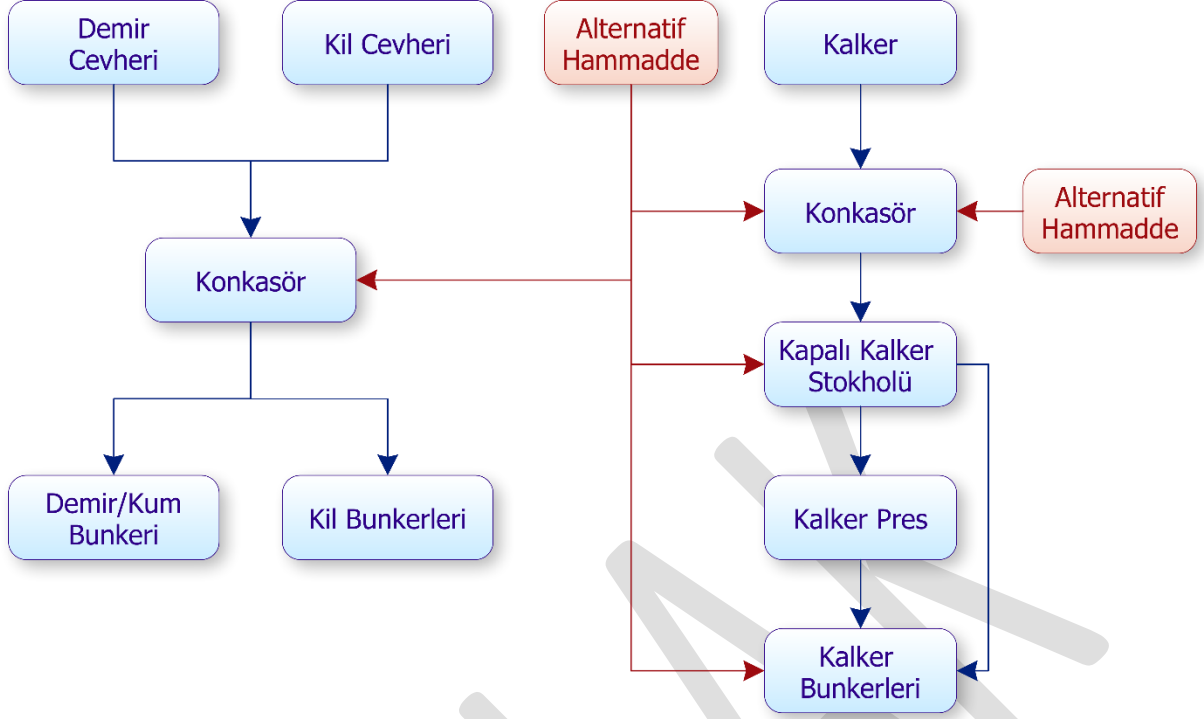 Demir
Cevheri
Kil Cevheri
Alternatif
Hammadde
Kalker
Konkasör
Alternatif
Hammadde
Konkasör
Kapalı Kalker
Stokholü
Demir/Kum
Bunkeri
Kil Bunkerleri
Kalker Pres
Kalker
Bunkerleri